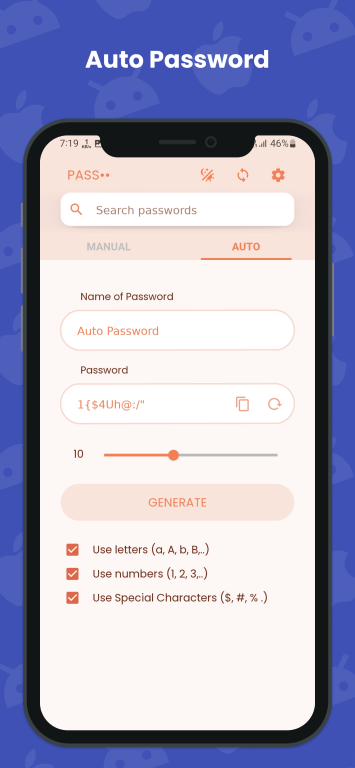 Auto Password
7:19
46%
PASS••
Search passwords
MANUAL AUTO
Name of Password
Auto Password
Password
1{$4Uh@:/"
10
GENERATE
Use letters (a, A, b, B,..)
Use numbers (1, 2, 3,..)
Use Special Characters ($, #, % .)